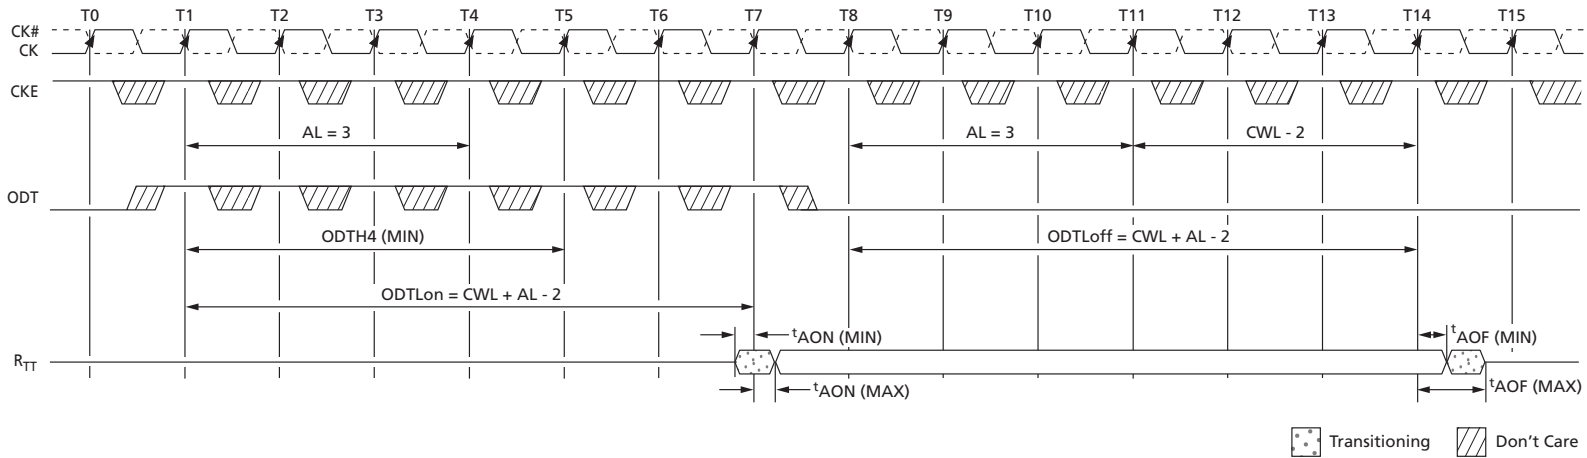 T0 T1 T2 T3 T4 T5 T6 T7 T8 T9 T10 T11 T12 T13 T14 T15
CK#
CK
CKE
AL = 3 AL = 3 CWL - 2
ODT
ODTH4 (MIN) ODTLoff = CWL + AL - 2
ODTLon = CWL + AL - 2
tAON (MIN) tAOF (MIN)
RTT
tAON (MAX) tAOF (MAX)
Transitioning Don't Care